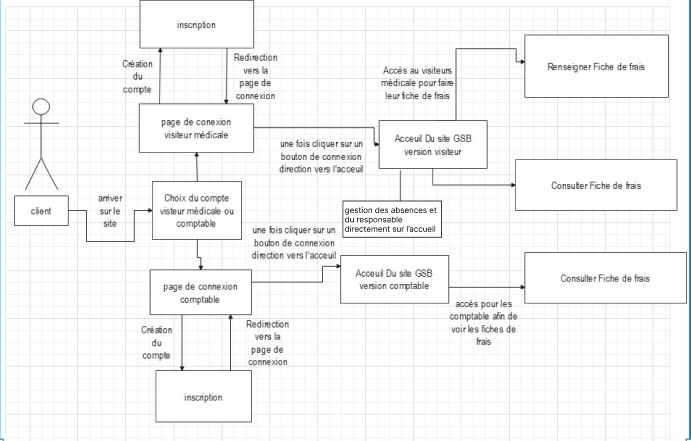 inscription
Création
du
compte
Redirection
vers la
page de
connexion
page de conexion
visiteur médicale
Accés au visiteurs
médicale pour faire
leur fiche de frais
Renseigner Fiche de frais
une fois cliquer sur un
bouton de connexion
direction vers l'acceuil
Acceuil Du site GSB
version visiteur
Consulter Fiche de frais
client
arriver
sur le
site
Choix du compte
visteur médicale ou
comptable
gestion des absences et
du responsable
directement sur l'accueil
une fois cliquer sur un
bouton de connexion
direction vers l'acceuil
page de connexion
comptable
Acceuil Du site GSB
version comptable
Consulter Fiche de frais
accés pour les
comptable afin de
voir les fiches de
frais
Création
du
compte
Redirection
vers la
page de
connexion
inscription